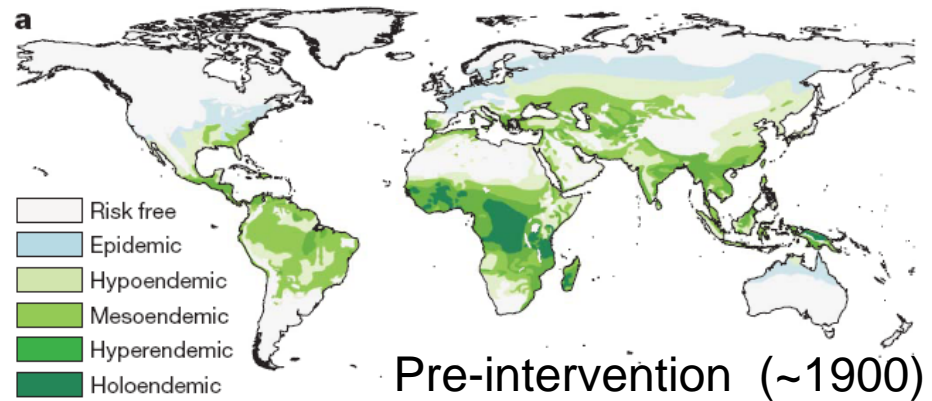 a
Risk free
Epidemic
Hypoendemic
Mesoendemic
Hyperendemic
Holoendemic
Pre-intervention (~1900)